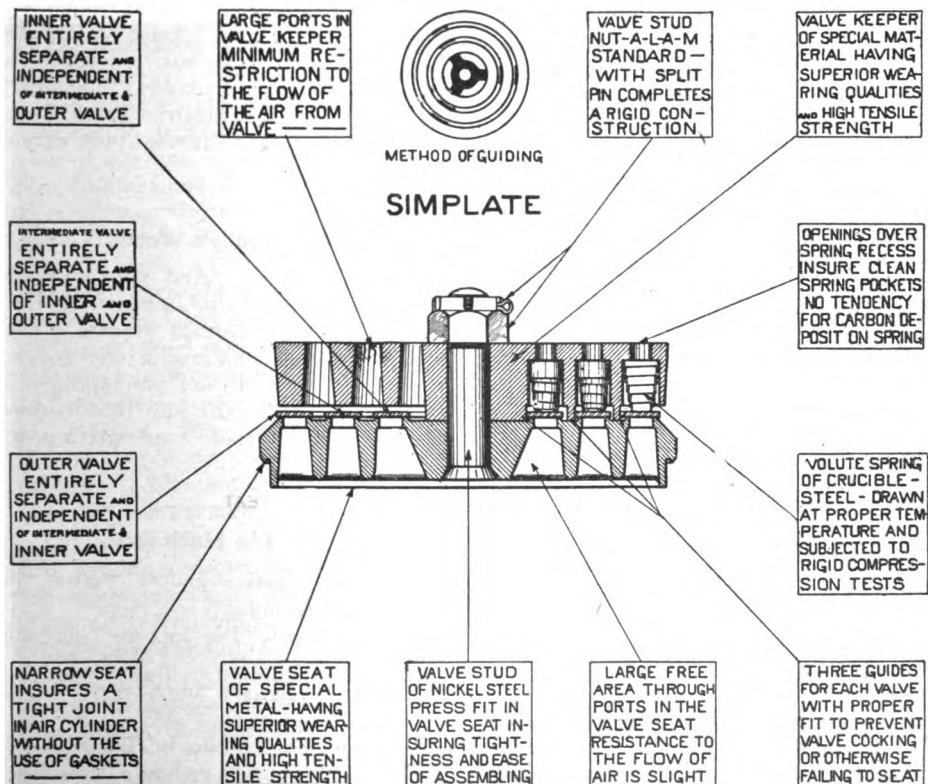 INNER VALVE
ENTIRELY
SEPARATE AND
INDEPENDENT
OF INTERMEDIATE &
OUTER VALVE
LARGE PORTS IN
VALVE KEEPER
MINIMUM RE-
STRICTION TO
THE FLOW OF
THE AIR FROM
VALVE — — —
METHOD OF GUIDING
SIMPLATE
VALVE STUD
NUT-A-L-A-M
STANDARD—
WITH SPLIT
PIN COMPLETES
A RIGID CON-
STRUCTION
VALVE KEEPER
OF SPECIAL MAT-
ERIAL HAVING
SUPERIOR WEA-
RING QUALITIES
AND HIGH TENSILE
STRENGTH
INTERMEDIATE VALVE
ENTIRELY
SEPARATE AND
INDEPENDENT
OF INNER AND
OUTER VALVE
OPENINGS OVER
SPRING RECESS
INSURE CLEAN
SPRING POCKETS
NO TENDENCY
FOR CARBON DE-
POSIT ON SPRING
OUTER VALVE
ENTIRELY
SEPARATE AND
INDEPENDENT
OF INTERMEDIATE &
INNER VALVE
VOLUTE SPRING
OF CRUCIBLE-
STEEL-DRAWN
AT PROPER TEM-
PERATURE AND
SUBJECTED TO
RIGID COMPRES-
SION TESTS
NARROW SEAT
INSURES A
TIGHT JOINT
IN AIR CYLINDER
WITHOUT THE
USE OF GASKETS
VALVE SEAT
OF SPECIAL
METAL-HAVING
SUPERIOR WEAR-
ING QUALITIES
AND HIGH TEN-
SILE STRENGTH
VALVE STUD
OF NICKEL STEEL
PRESS FIT IN
VALVE SEAT IN-
SURING TIGHT-
NESS AND EASE
OF ASSEMBLING
LARGE FREE
AREA THROUGH
PORTS IN THE
VALVE SEAT
RESISTANCE TO
THE FLOW OF
AIR IS SLIGHT
THREE GUIDES
FOR EACH VALVE
WITH PROPER
FIT TO PREVENT
VALVE COCKING
OR OTHERWISE
FAILING TO SEAT